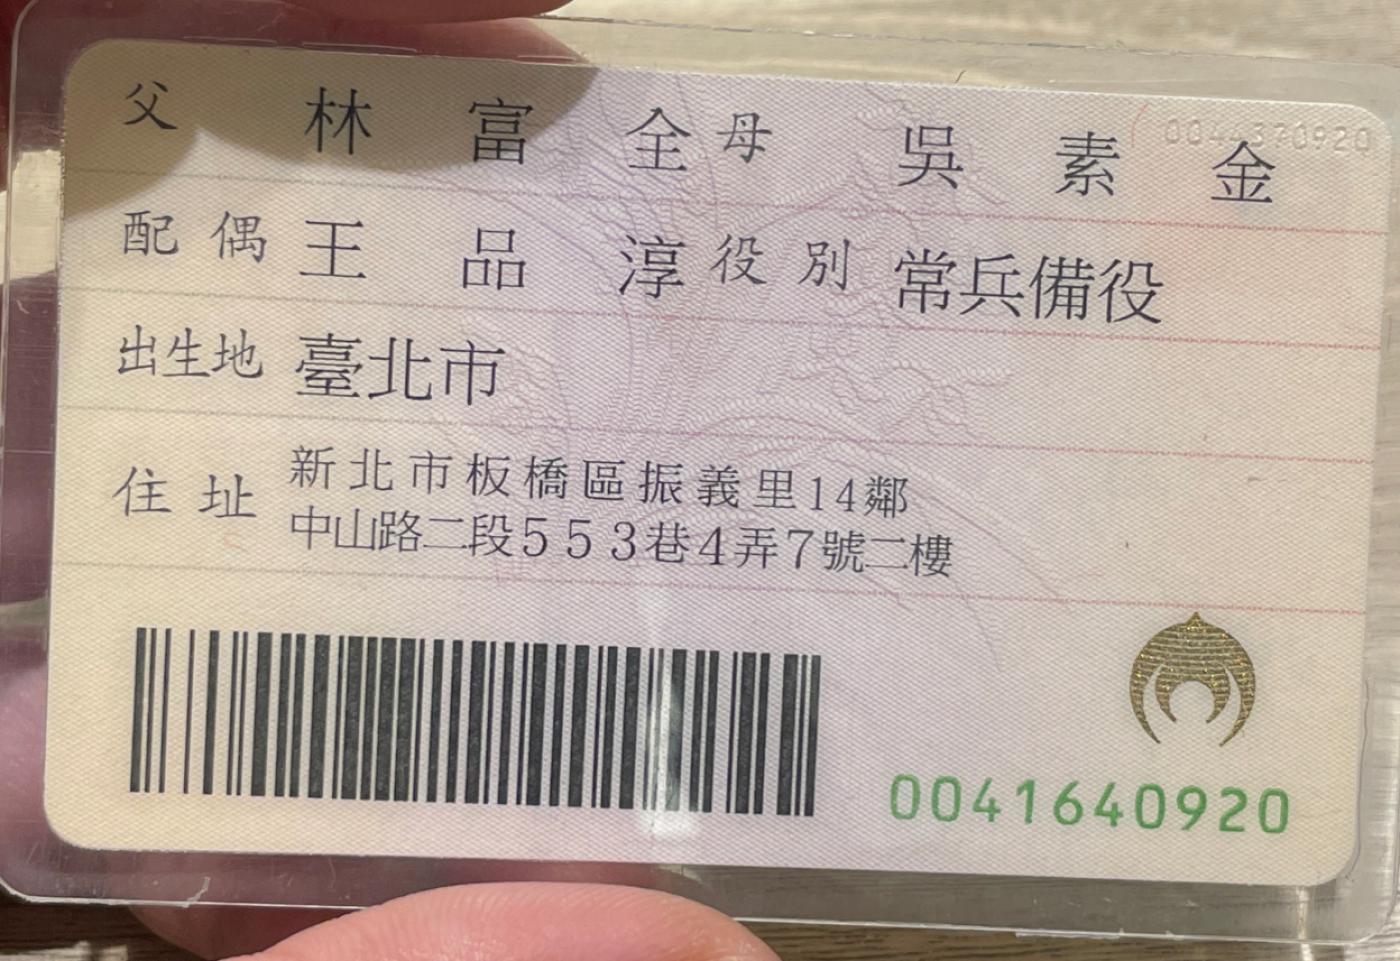 父 林富全 母 吳素金
配偶 王品淳 役別 常兵備役
出生地 臺北市
住址 新北市板橋區振義里14鄰
中山路二段553巷4弄7號二樓
0041640920